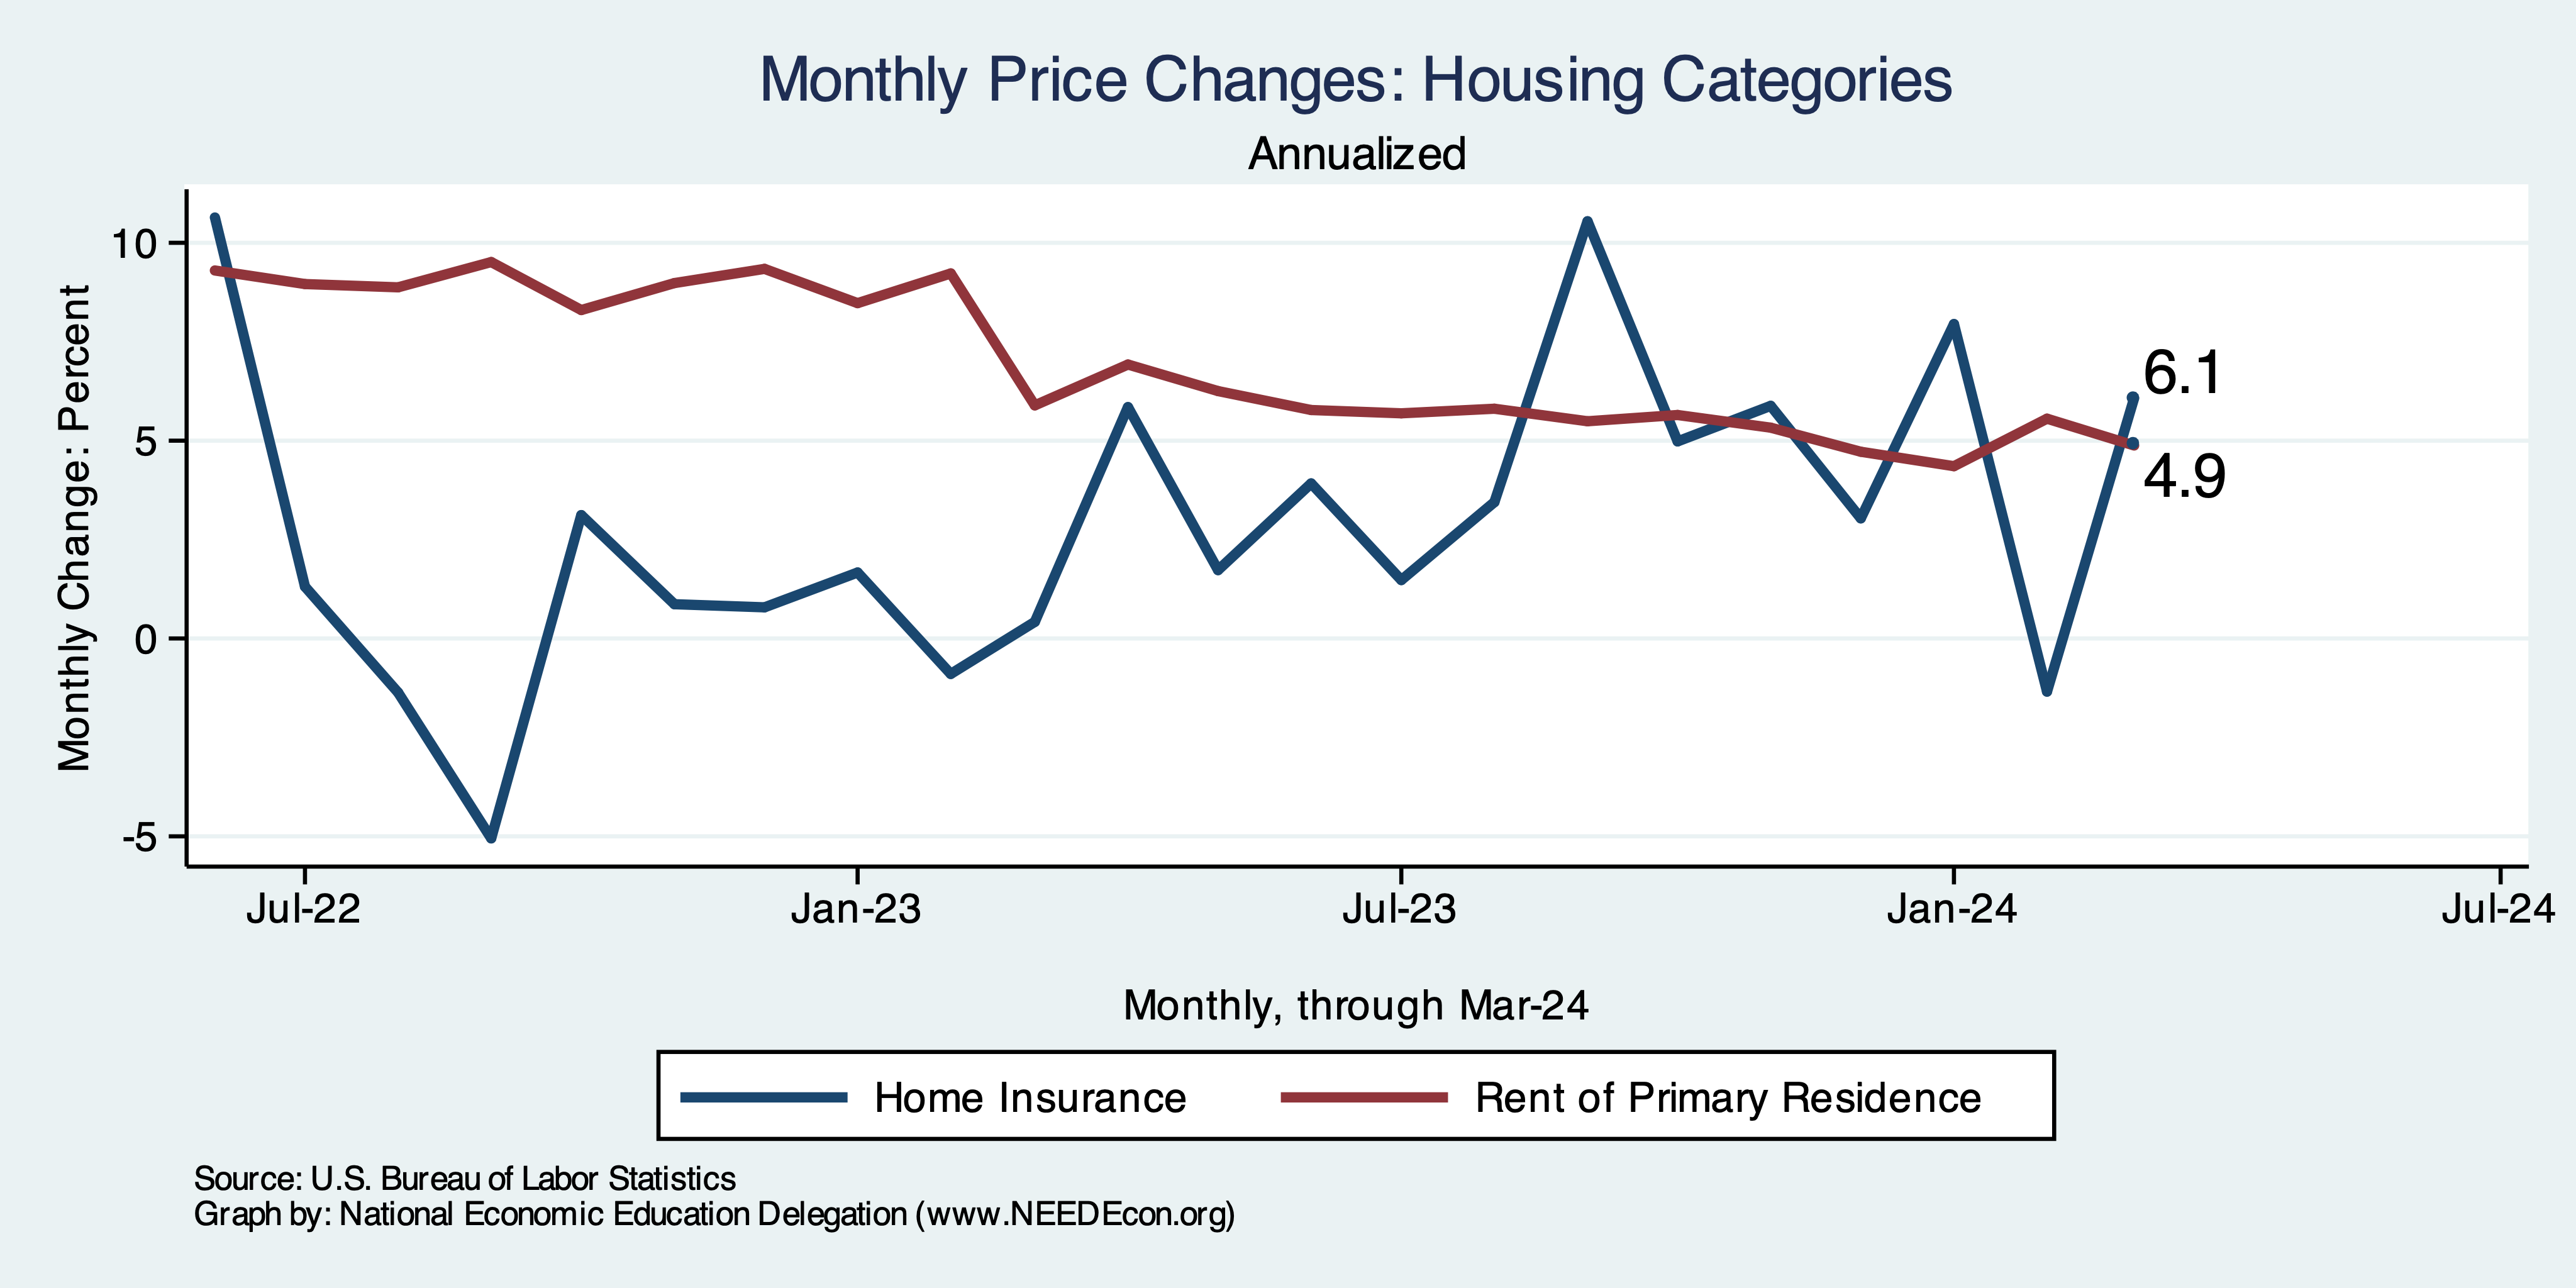 Monthly Price Changes: Housing Categories
Annualized
Monthly Change: Percent
10
5
0
-5
6.1
4.9
Jul-22 Jan-23 Jul-23 Jan-24 Jul-24
Monthly, through Mar-24
Home Insurance Rent of Primary Residence
Source: U.S. Bureau of Labor Statistics
Graph by: National Economic Education Delegation (www.NEEDEcon.org)